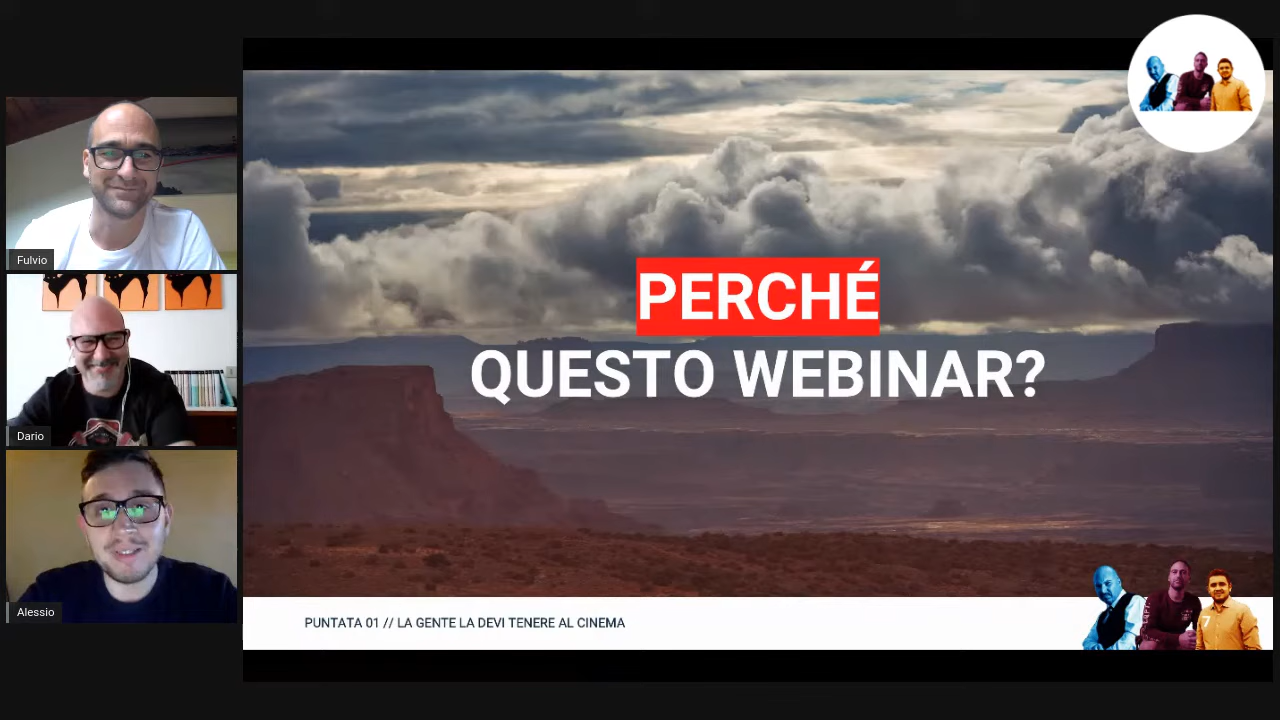 Fulvio
Dario
Alessio
PERCHÉ
QUESTO WEBINAR?
PUNTATA 01 // LA GENTE LA DEVI TENERE AL CINEMA